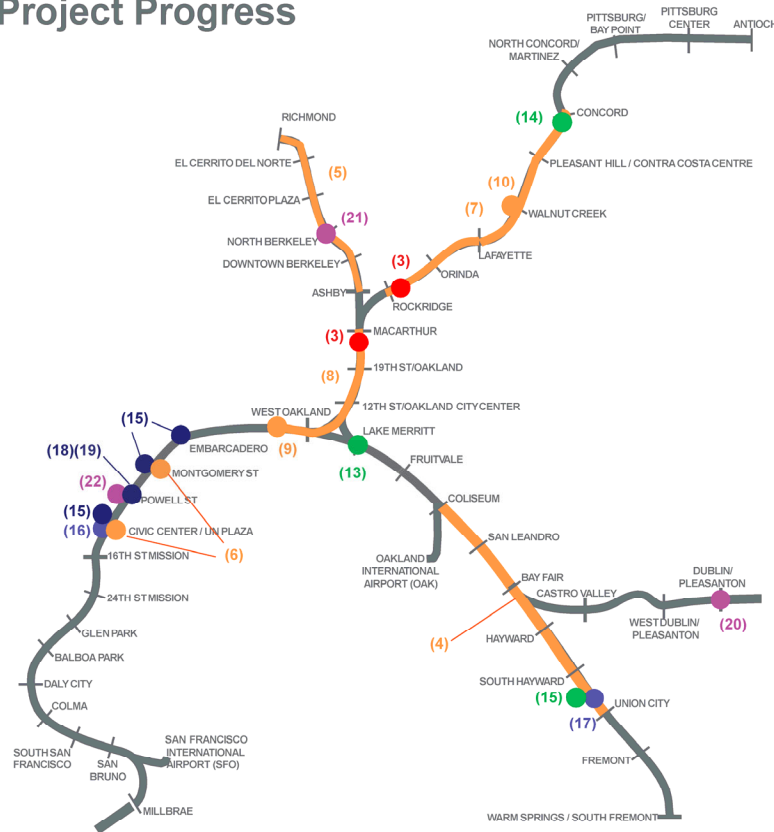 Project Progress
PITTSBURG/
BAY POINT
PITTSBURG
CENTER
ANTIOCH
NORTH CONCORD/
MARTINEZ
(14)
CONCORD
RICHMOND
EL CERRITO DEL NORTE
(5)
PLEASANT HILL / CONTRA COSTA CENTRE
(10)
EL CERRITO PLAZA
(7)
WALNUT CREEK
(21)
NORTH BERKELEY
LAFAYETTE
DOWNTOWN BERKELEY
(3)
ORINDA
ASHBY
ROCKRIDGE
(3)
MACARTHUR
(8)
19TH ST/OAKLAND
WEST OAKLAND
12TH ST/OAKLAND CITY CENTER
(15)
LAKE MERRITT
EMBARCADERO
(9)
(18)(19)
(13)
FRUITVALE
MONTGOMERY ST
(22)
POWELL ST
COLISEUM
(15)
(16)
CIVIC CENTER / UN PLAZA
SAN LEANDRO
16TH ST MISSION
(6)
OAKLAND
INTERNATIONAL
AIRPORT (OAK)
BAY FAIR
DUBLIN/
PLEASANTON
24TH ST MISSION
CASTRO VALLEY
WEST DUBLIN/
PLEASANTON
(20)
GLEN PARK
(4)
HAYWARD
BALBOA PARK
DALY CITY
SOUTH HAYWARD
COLMA
(15)
(17)
UNION CITY
SOUTH SAN
FRANCISCO
SAN
BRUNO
SAN FRANCISCO
INTERNATIONAL
AIRPORT (SFO)
FREMONT
MILLBRAE
WARM SPRINGS / SOUTH FREMONT